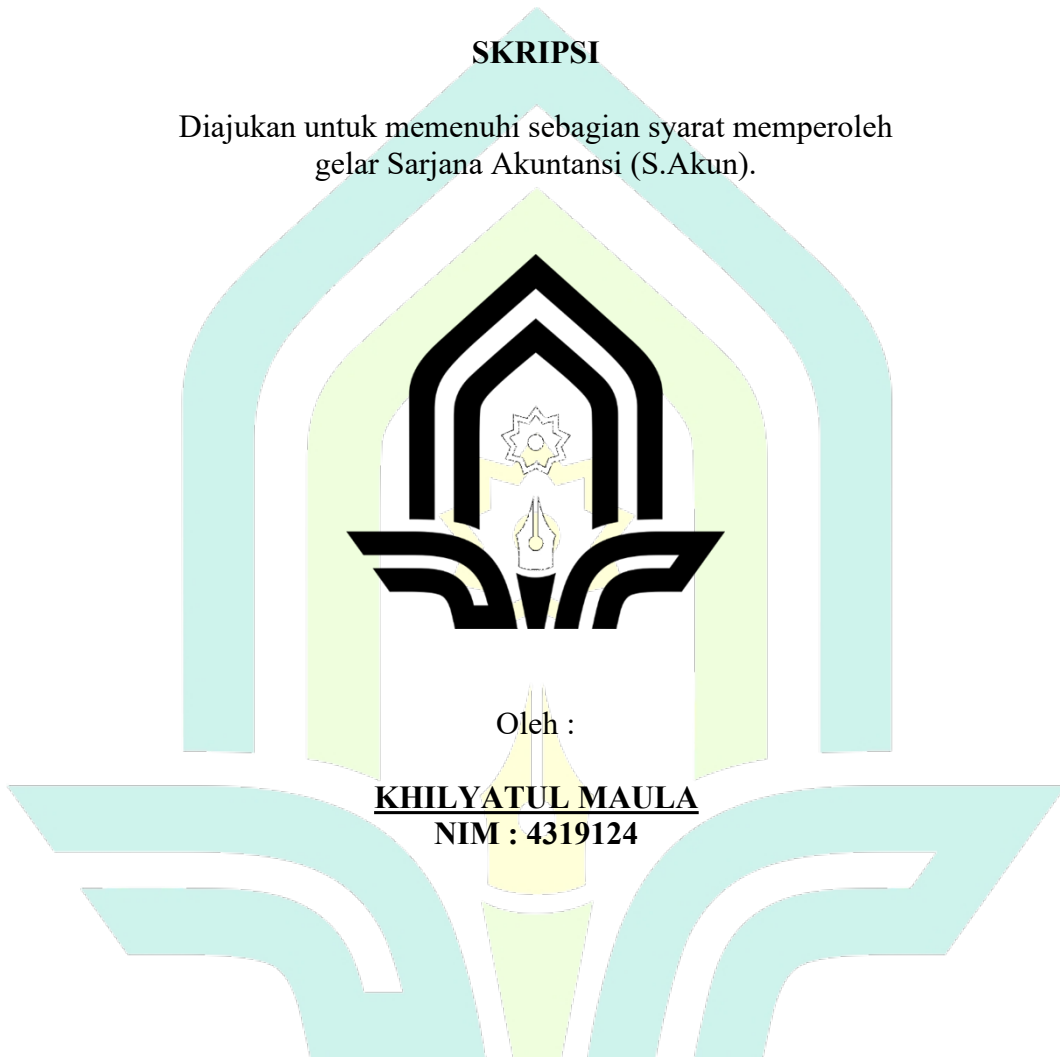 SKRIPSI
Diajukan untuk memenuhi sebagian syarat memperoleh
gelar Sarjana Akuntansi (S.Akun).
Oleh :
KHILYATUL MAULA
NIM : 4319124